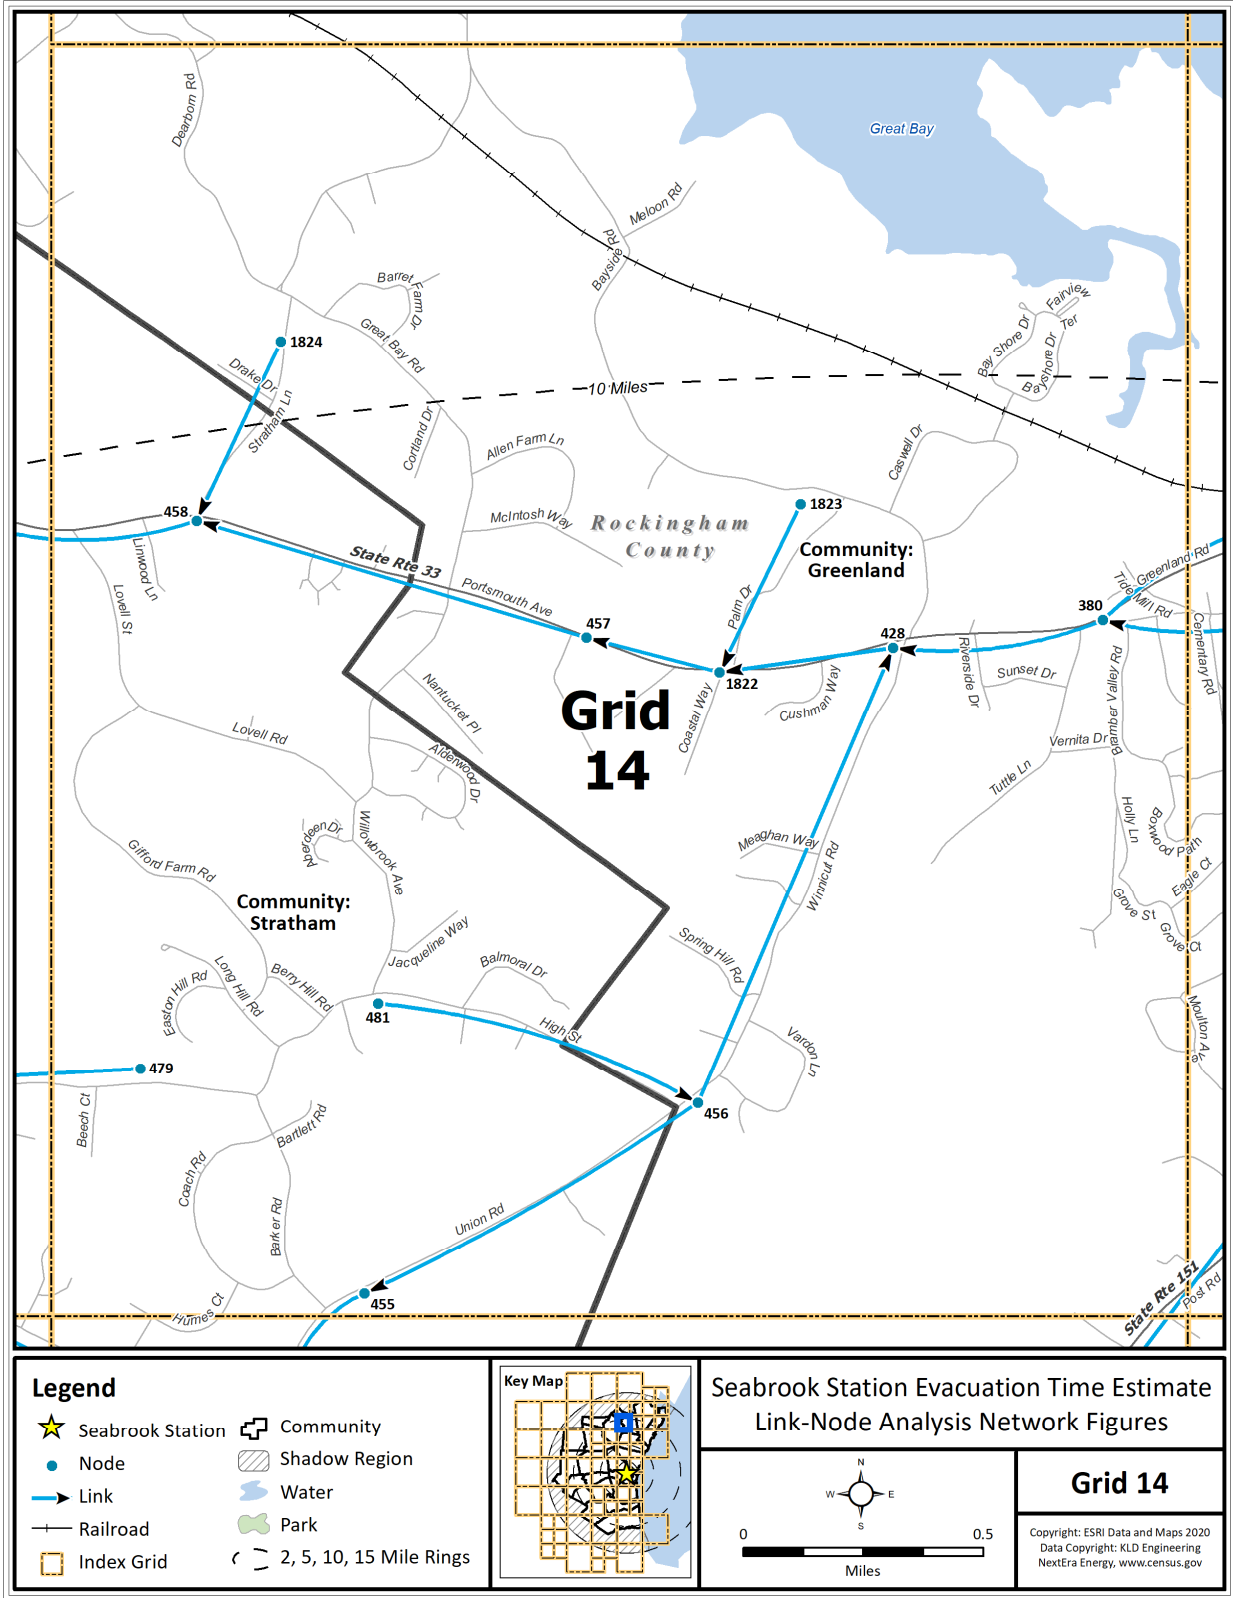 Great Bay
Dearborn Rd
Meloon Rd
Bayside Rd
Barret Farm Dr
Great Bay Rd
Fairview
Ter
Bay Shore Dr
Bayshore Dr
1824
Drake Dr
Stratham Ln
10 Miles
Cortland Dr
Allen Farm Ln
Caswell Dr
458
McIntosh Way
Rockingham
County
1823
Community:
Greenland
State Rte 33
Portsmouth Ave
Linwood Ln
Lovell St
Palm Dr
Greenland Rd
Tide Mill Rd
380
457
428
Cementary Rd
1822
Riverside Dr
Sunset Dr
Bramber Valley Rd
Cushman Way
Coastal Way
Nantucket Pl
Grid
14
Lovell Rd
Alderwood Dr
Vernita Dr
Tuttle Ln
Holly Ln
Boxwood Path
Eagle Ct
Aberdeen Dr
Willowbrook Ave
Meaghan Way
Winnicut Rd
Gifford Farm Rd
Community:
Stratham
Grove St
Grove Ct
Jacqueline Way
Spring Hill Rd
Balmoral Dr
Easton Hill Rd
Long Hill Rd
Berry Hill Rd
481
High St
Moulton Ave
Vardon Ln
479
456
Beech Ct
Bartlett Rd
Coach Rd
Barker Rd
Union Rd
455
Humes Ct
State Rte 151
Post Rd
Legend
Seabrook Station
Node
Link
Railroad
Index Grid
Community
Shadow Region
Water
Park
2, 5, 10, 15 Mile Rings
Key Map
Seabrook Station Evacuation Time Estimate
Link-Node Analysis Network Figures
N
W E
S
0 0.5
Miles
Grid 14
Copyright: ESRI Data and Maps 2020
Data Copyright: KLD Engineering
NextEra Energy, www.census.gov